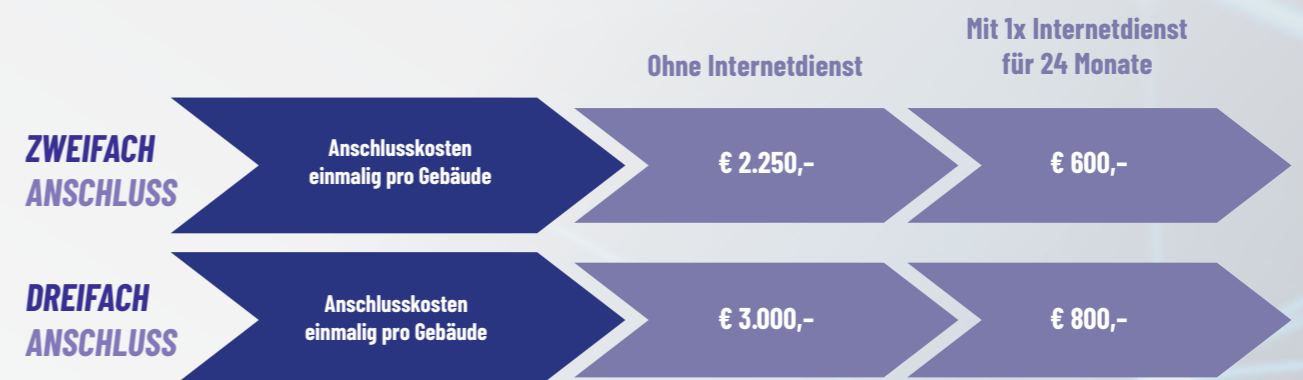 Ohne Internetdienst
Mit 1x Internetdienst
für 24 Monate
ZWEIFACH
ANSCHLUSS
Anschlusskosten
einmalig pro Gebäude
€ 2.250,–
€ 600,–
DREIFACH
ANSCHLUSS
Anschlusskosten
einmalig pro Gebäude
€ 3.000,–
€ 800,–